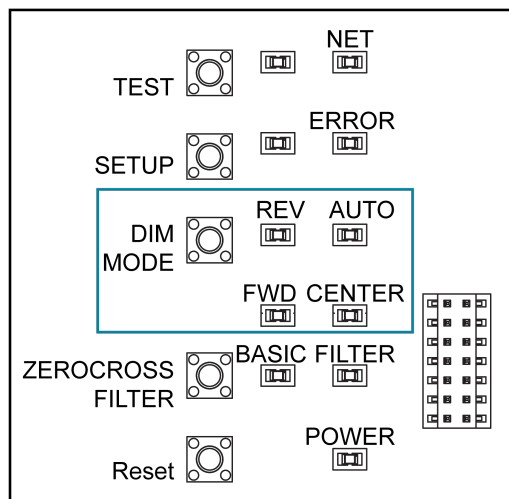 NET
TEST
ERROR
SETUP
REV AUTO
DIM
MODE
FWD CENTER
BASIC FILTER
ZEROCROSS
FILTER
POWER
Reset